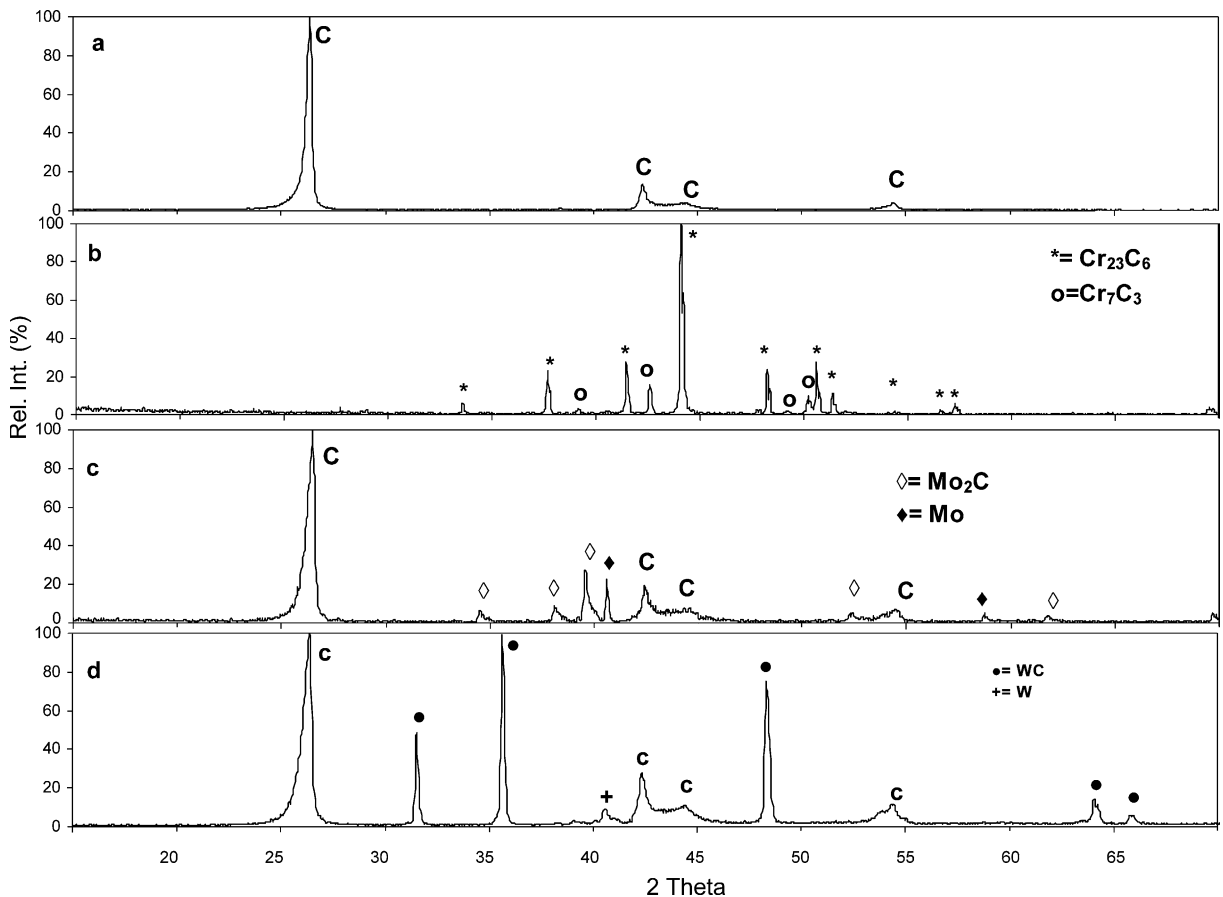 Rel. Int. (%)
100
80
60
40
20
0
a
C
C
C
C
100
80
60
40
20
0
b
*
*
o
*
o
*
*
o
o
*
*
*
*
*
*= Cr₂₃C₆
o=Cr₇C₃
100
80
60
40
20
0
c
C
◊
◊
◊
♦
C
C
◊
C
♦
◊
◊= Mo₂C
♦= Mo
100
80
60
40
20
0
d
c
●
●
+
c
c
●
c
●
●
●= WC
+= W
20
25
30
35
40
45
50
55
60
65
2 Theta